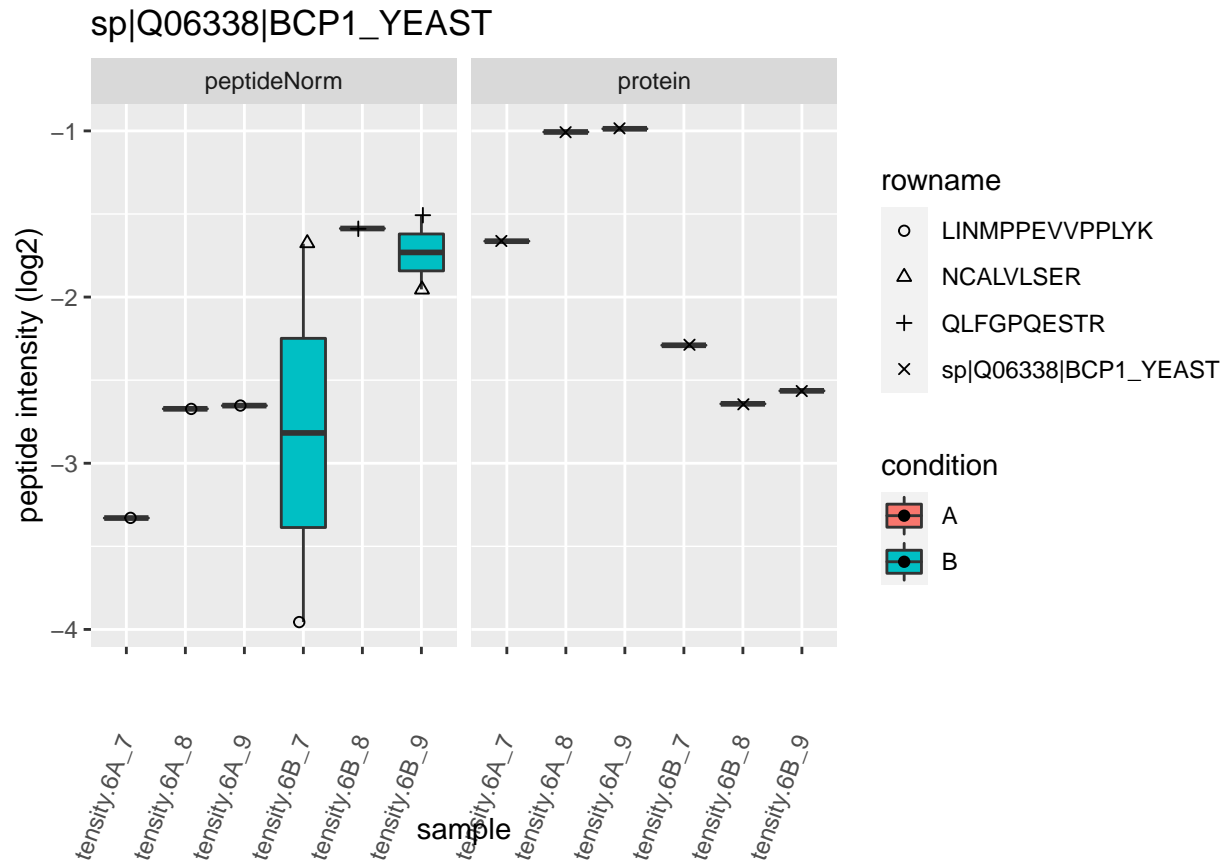 sp|Q06338|BCP1_YEAST
peptideNorm
protein
peptide intensity (log2)
−1
−2
−3
−4
tensity.6A_7
tensity.6A_8
tensity.6A_9
tensity.6B_7
tensity.6B_8
tensity.6B_9
tensity.6A_7
tensity.6A_8
tensity.6A_9
tensity.6B_7
tensity.6B_8
tensity.6B_9
sample
rowname
LINMPPEVVPPLYK
NCALVLSER
QLFGPQESTR
sp|Q06338|BCP1_YEAST
condition
A
B